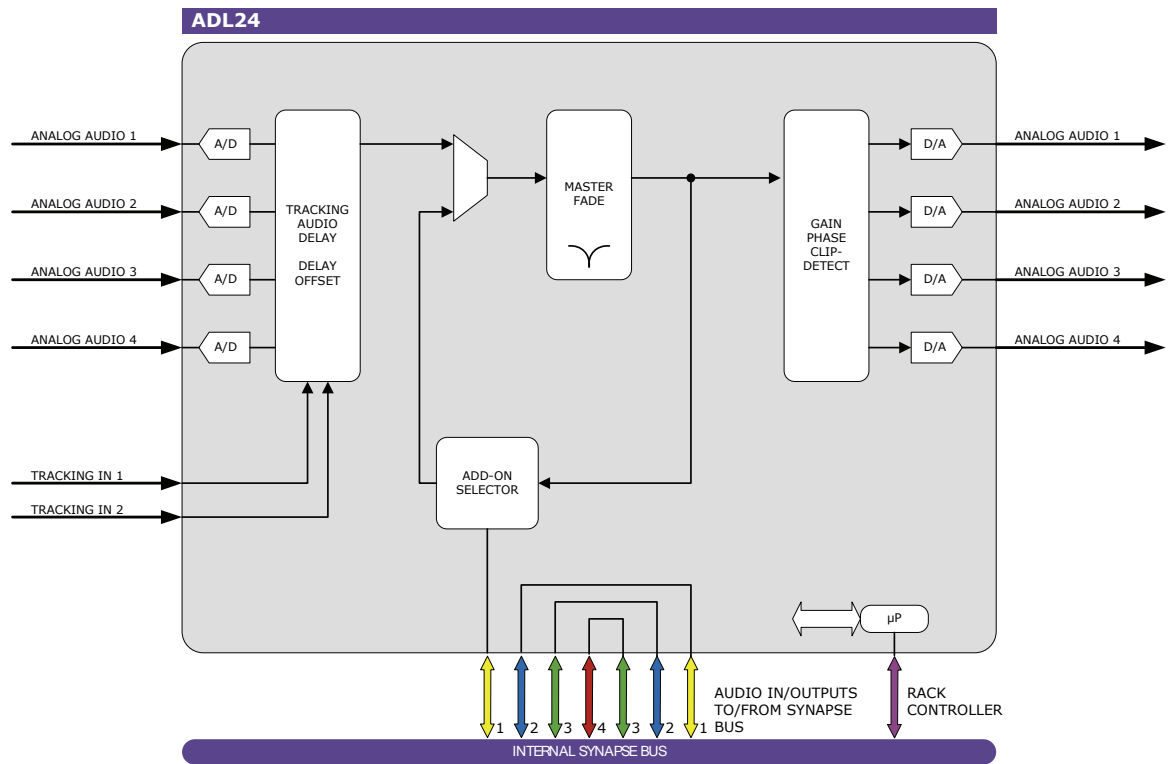 ADL24
ANALOG AUDIO 1
A/D
ANALOG AUDIO 2
A/D
ANALOG AUDIO 3
A/D
ANALOG AUDIO 4
A/D
TRACKING
AUDIO
DELAY
DELAY
OFFSET
MASTER
FADE
GAIN
PHASE
CLIP-
DETECT
D/A
ANALOG AUDIO 1
D/A
ANALOG AUDIO 2
D/A
ANALOG AUDIO 3
D/A
ANALOG AUDIO 4
TRACKING IN 1
TRACKING IN 2
ADD-ON
SELECTOR
µP
1 2 3 4 3 2 1
AUDIO IN/OUTPUTS
TO/FROM SYNAPSE
BUS
RACK
CONTROLLER
INTERNAL SYNAPSE BUS